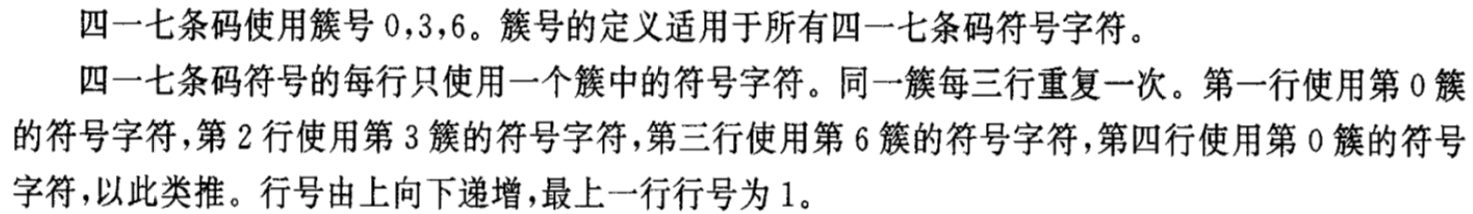 四一七条码使用簇号 0,3,6。簇号的定义适用于所有四一七条码符号字符。
四一七条码符号的每行只使用一个簇中的符号字符。同一簇每三行重复一次。第一行使用第 0 簇
的符号字符,第 2 行使用第 3 簇的符号字符,第三行使用第 6 簇的符号字符,第四行使用第 0 簇的符号
字符,以此类推。行号由上向下递增,最上一行行号为 1。